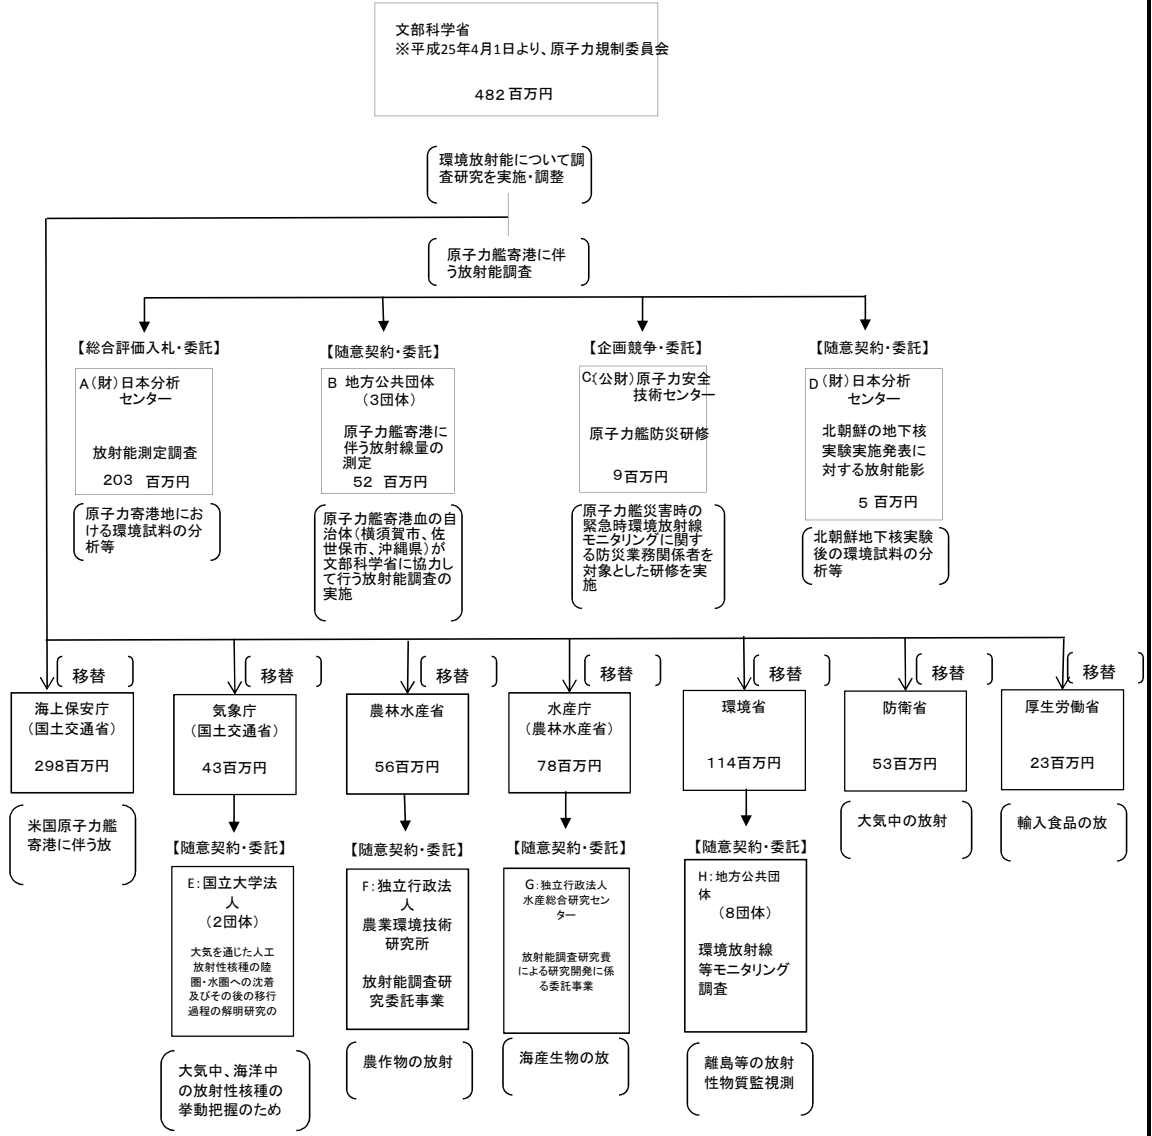 文部科学省
※平成25年4月1日より、原子力規制委員会
482 百万円
環境放射能について調
査研究を実施・調整
原子力艦寄港に伴
う放射能調査
【総合評価入札・委託】
A（財）日本分析
センター
放射能測定調査
203 百万円
原子力寄港地にお
ける環境試料の分
析等
【随意契約・委託】
B 地方公共団体
（3団体）
原子力艦寄港に
伴う放射線量の
測定
52 百万円
原子力艦寄港血の自
治体（横須賀市、佐
世保市、沖縄県）が
文部科学省に協力し
て行う放射能調査の
実施
【企画競争・委託】
C（公財）原子力安全
技術センター
原子力艦防災研修
9百万円
原子力艦災害時の
緊急時環境放射線
モニタリングに関す
る防災業務関係者を
対象とした研修を実
施
【随意契約・委託】
D（財）日本分析
センター
北朝鮮の地下核
実験実施発表に
対する放射能影
5 百万円
北朝鮮地下核実験
後の環境試料の分
析等
移替
海上保安庁
（国土交通省）
298百万円
米国原子力艦
寄港に伴う放
移替
気象庁
（国土交通省）
43百万円
【随意契約・委託】
E：国立大学法
人
（2団体）
大気を通じた人工
放射性核種の陸
圏・水圏への沈着
及びその後の移行
過程の解明研究の
大気中、海洋中
の放射性核種の
挙動把握のため
移替
農林水産省
56百万円
【随意契約・委託】
F：独立行政法
人
農業環境技術
研究所
放射能調査研
究委託事業
農作物の放射
移替
水産庁
（農林水産省）
78百万円
【随意契約・委託】
G：独立行政法人
水産総合研究セン
ター
放射能調査研究費
による研究開発に係
る委託事業
海産生物の放
移替
環境省
114百万円
【随意契約・委託】
H：地方公共団
体
（8団体）
環境放射線
等モニタリング
調査
離島等の放射
性物質監視測
移替
防衛省
53百万円
大気中の放射
移替
厚生労働省
23百万円
輸入食品の放